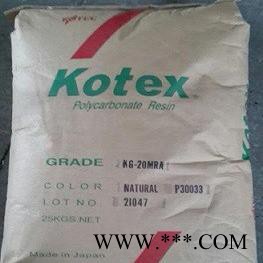 Kotex
Polycarbonate Resin
GRADE KG-20MRA
COLOR NATURAL P30033
LOT NO 21047
25KGS.NET
Made in Japan
WWW.***.COM